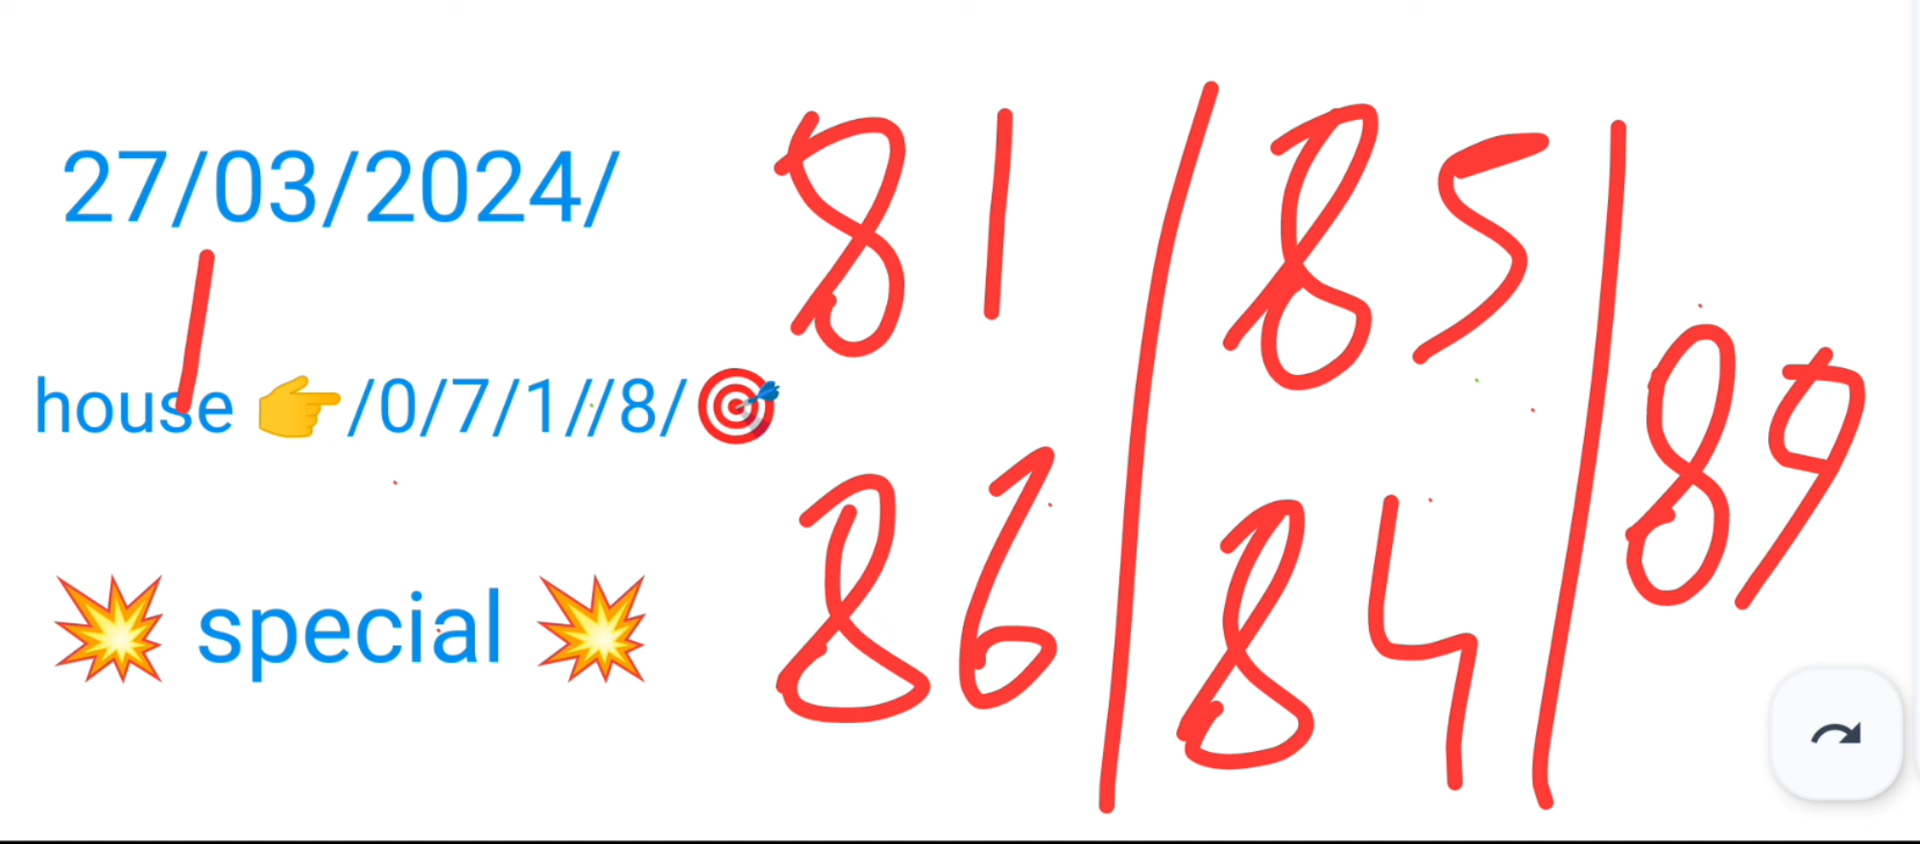 27/03/2024/
house 👉/0/7/1//8/🎯
💥 special 💥
81 / 85 /
86 / 84 / 89